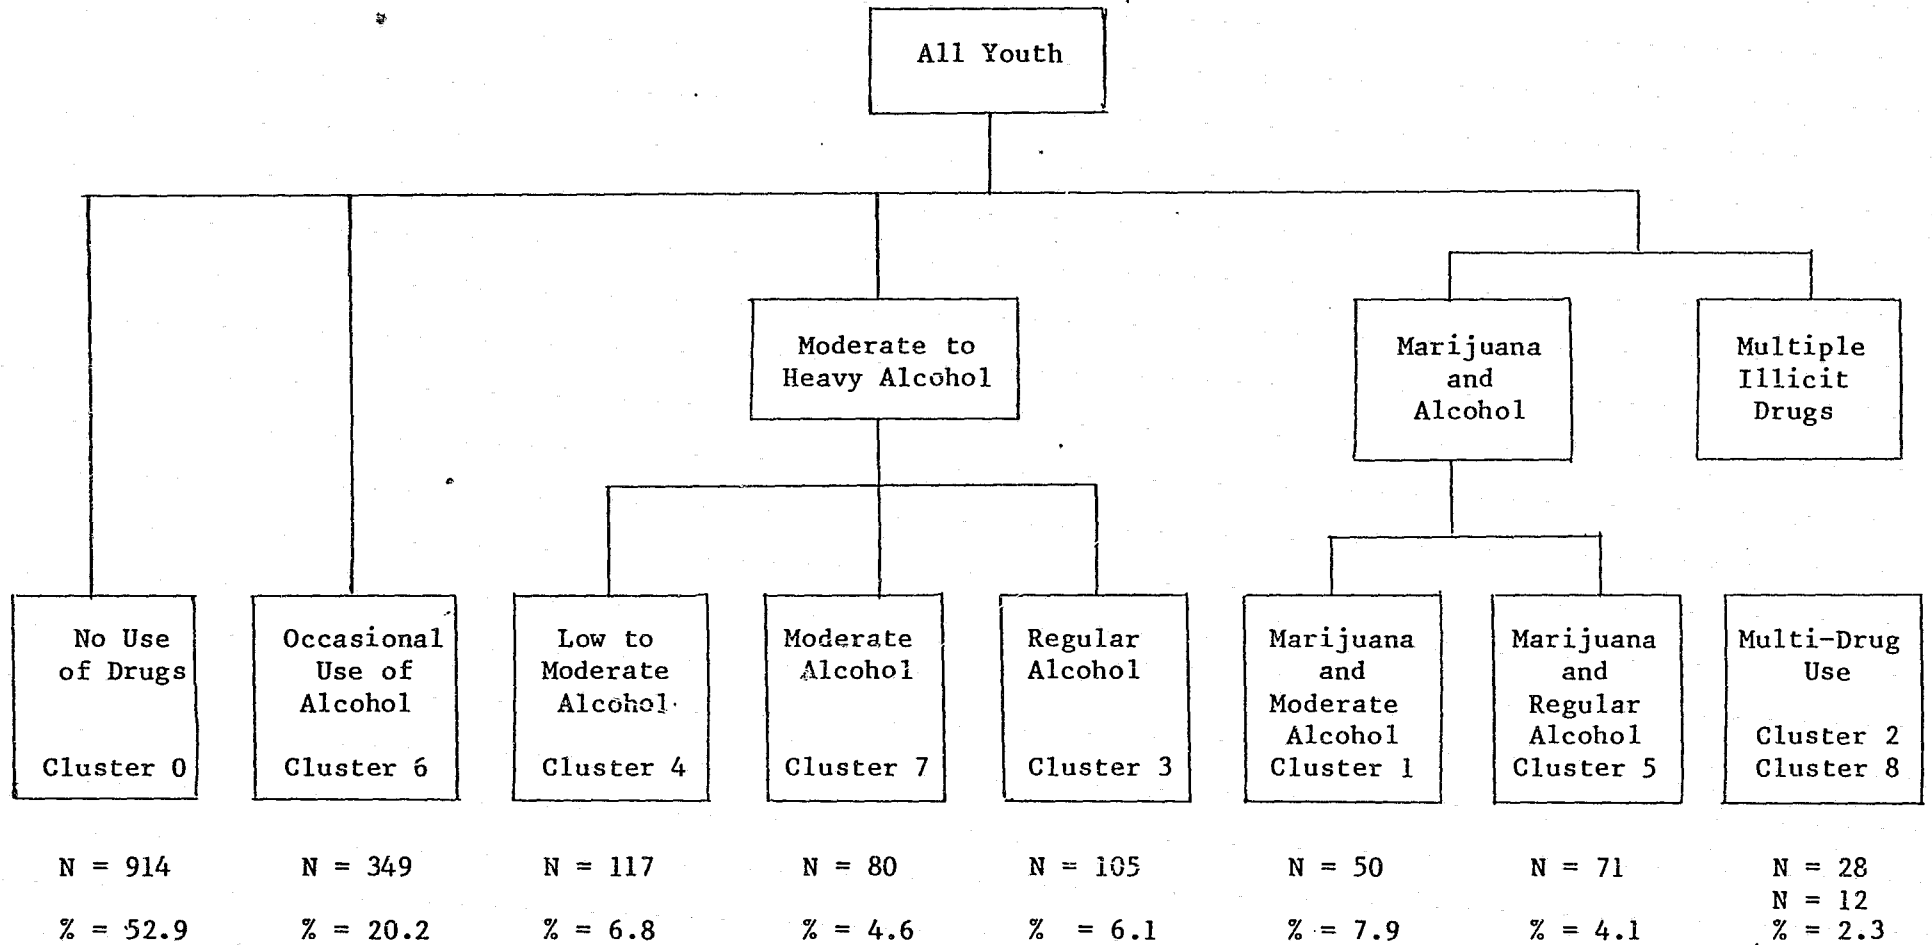 All Youth
Moderate to
Heavy Alcohol
Marijuana
and
Alcohol
Multiple
Illicit
Drugs
No Use
of Drugs
Cluster 0
Occasional
Use of
Alcohol
Cluster 6
Low to
Moderate
Alcohol
Cluster 4
Moderate
Alcohol
Cluster 7
Regular
Alcohol
Cluster 3
Marijuana
and
Moderate
Alcohol
Cluster 1
Marijuana
and
Regular
Alcohol
Cluster 5
Multi-Drug
Use
Cluster 2
Cluster 8
N = 914
N = 349
N = 117
N = 80
N = 105
N = 50
N = 71
N = 28
N = 12
% = 52.9
% = 20.2
% = 6.8
% = 4.6
% = 6.1
% = 7.9
% = 4.1
% = 2.3